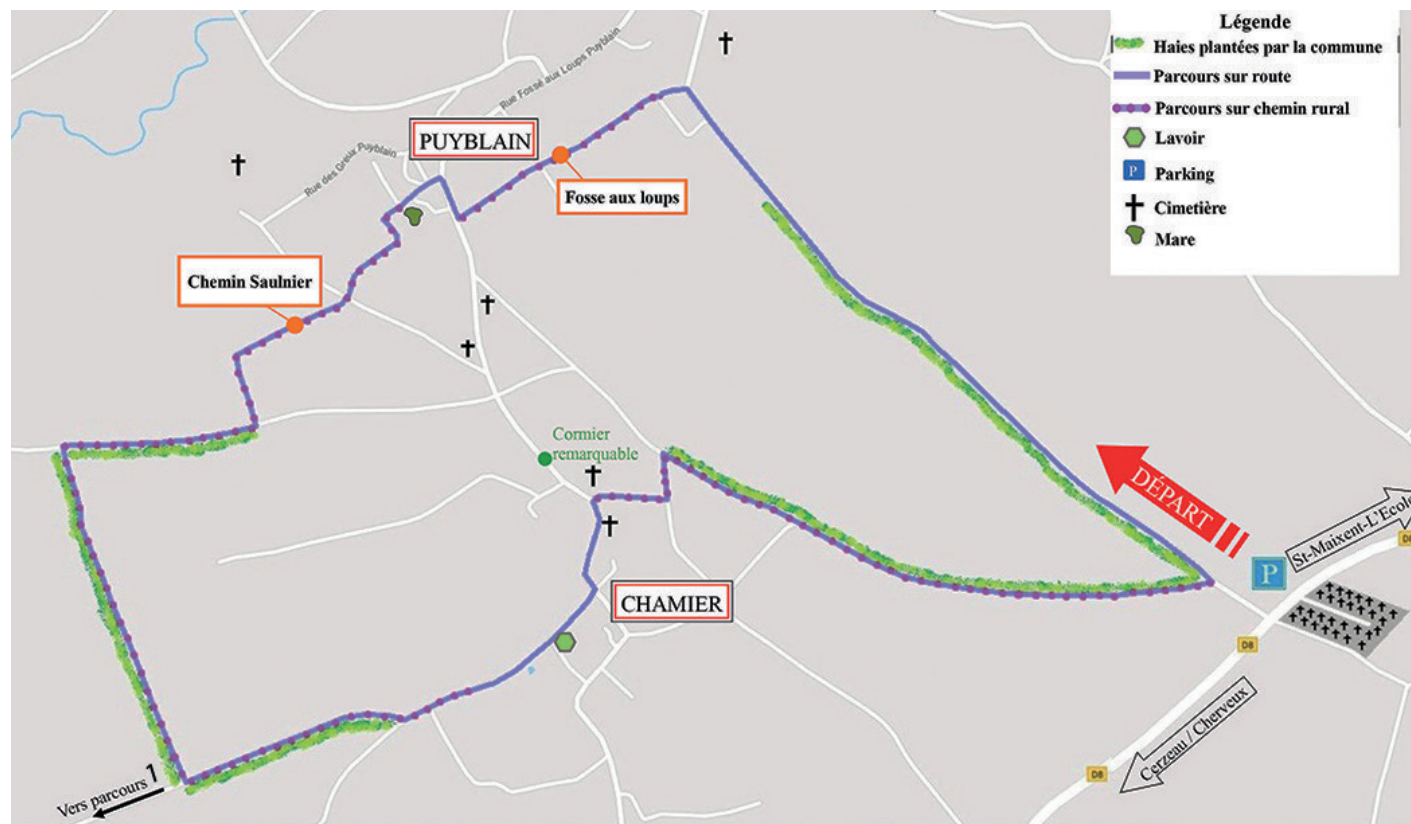 Légende
Haies plantées par la commune
Parcours sur route
Parcours sur chemin rural
Lavoir
P
Parking
Cimetière
Mare
Rue Fossé aux Loups Puyblain
PUYBLAIN
Rue des Greux Puyblain
Fosse aux loups
Chemin Saulnier
Cormier
remarquable
DÉPART
St-Maixent-L'Ecole
D8
P
CHAMIER
D8
Cerzeau / Cherveux
D8
Vers parcours 1